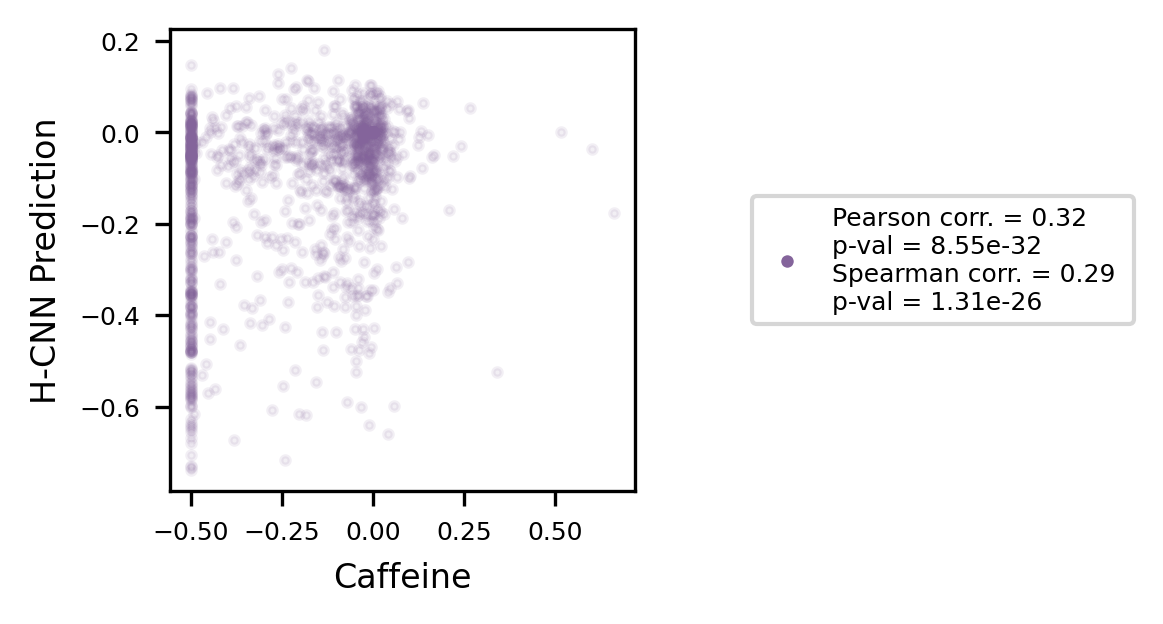 0.2
0.0
−0.2
−0.4
−0.6
H-CNN Prediction
−0.50 −0.25 0.00 0.25 0.50
Caffeine
Pearson corr. = 0.32
p-val = 8.55e-32
Spearman corr. = 0.29
p-val = 1.31e-26